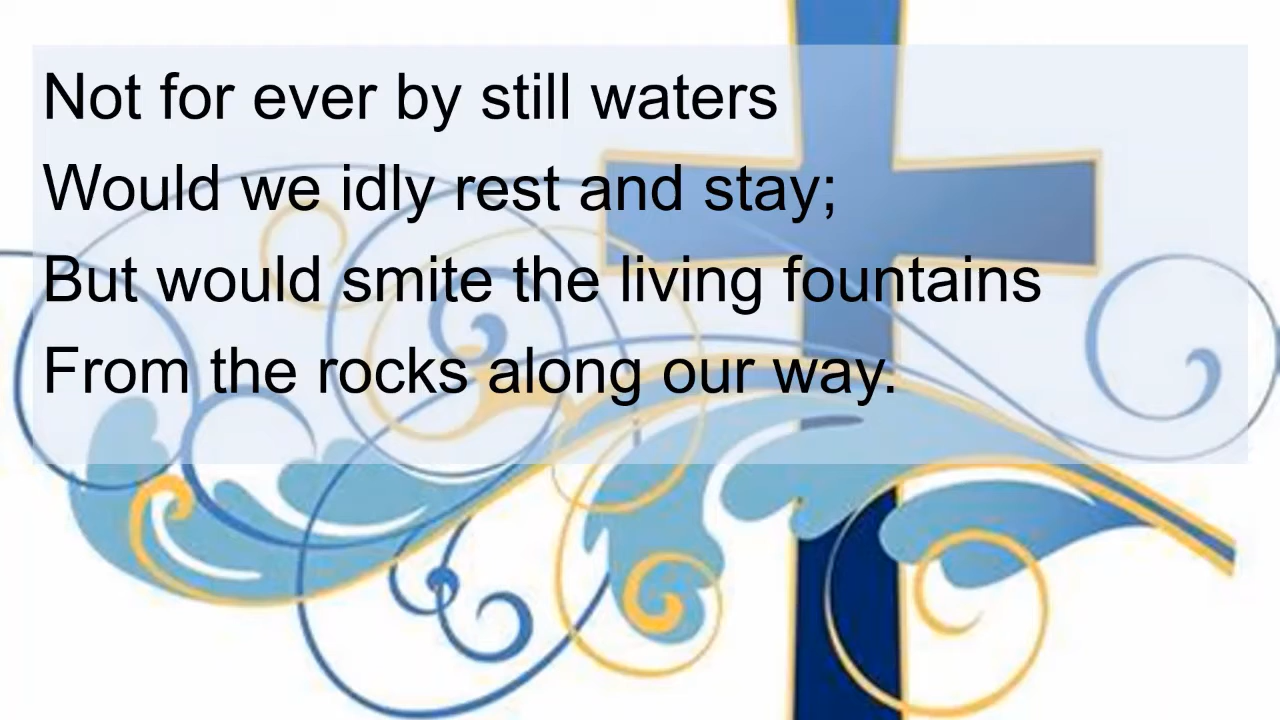 Not for ever by still waters
Would we idly rest and stay;
But would smite the living fountains
From the rocks along our way.